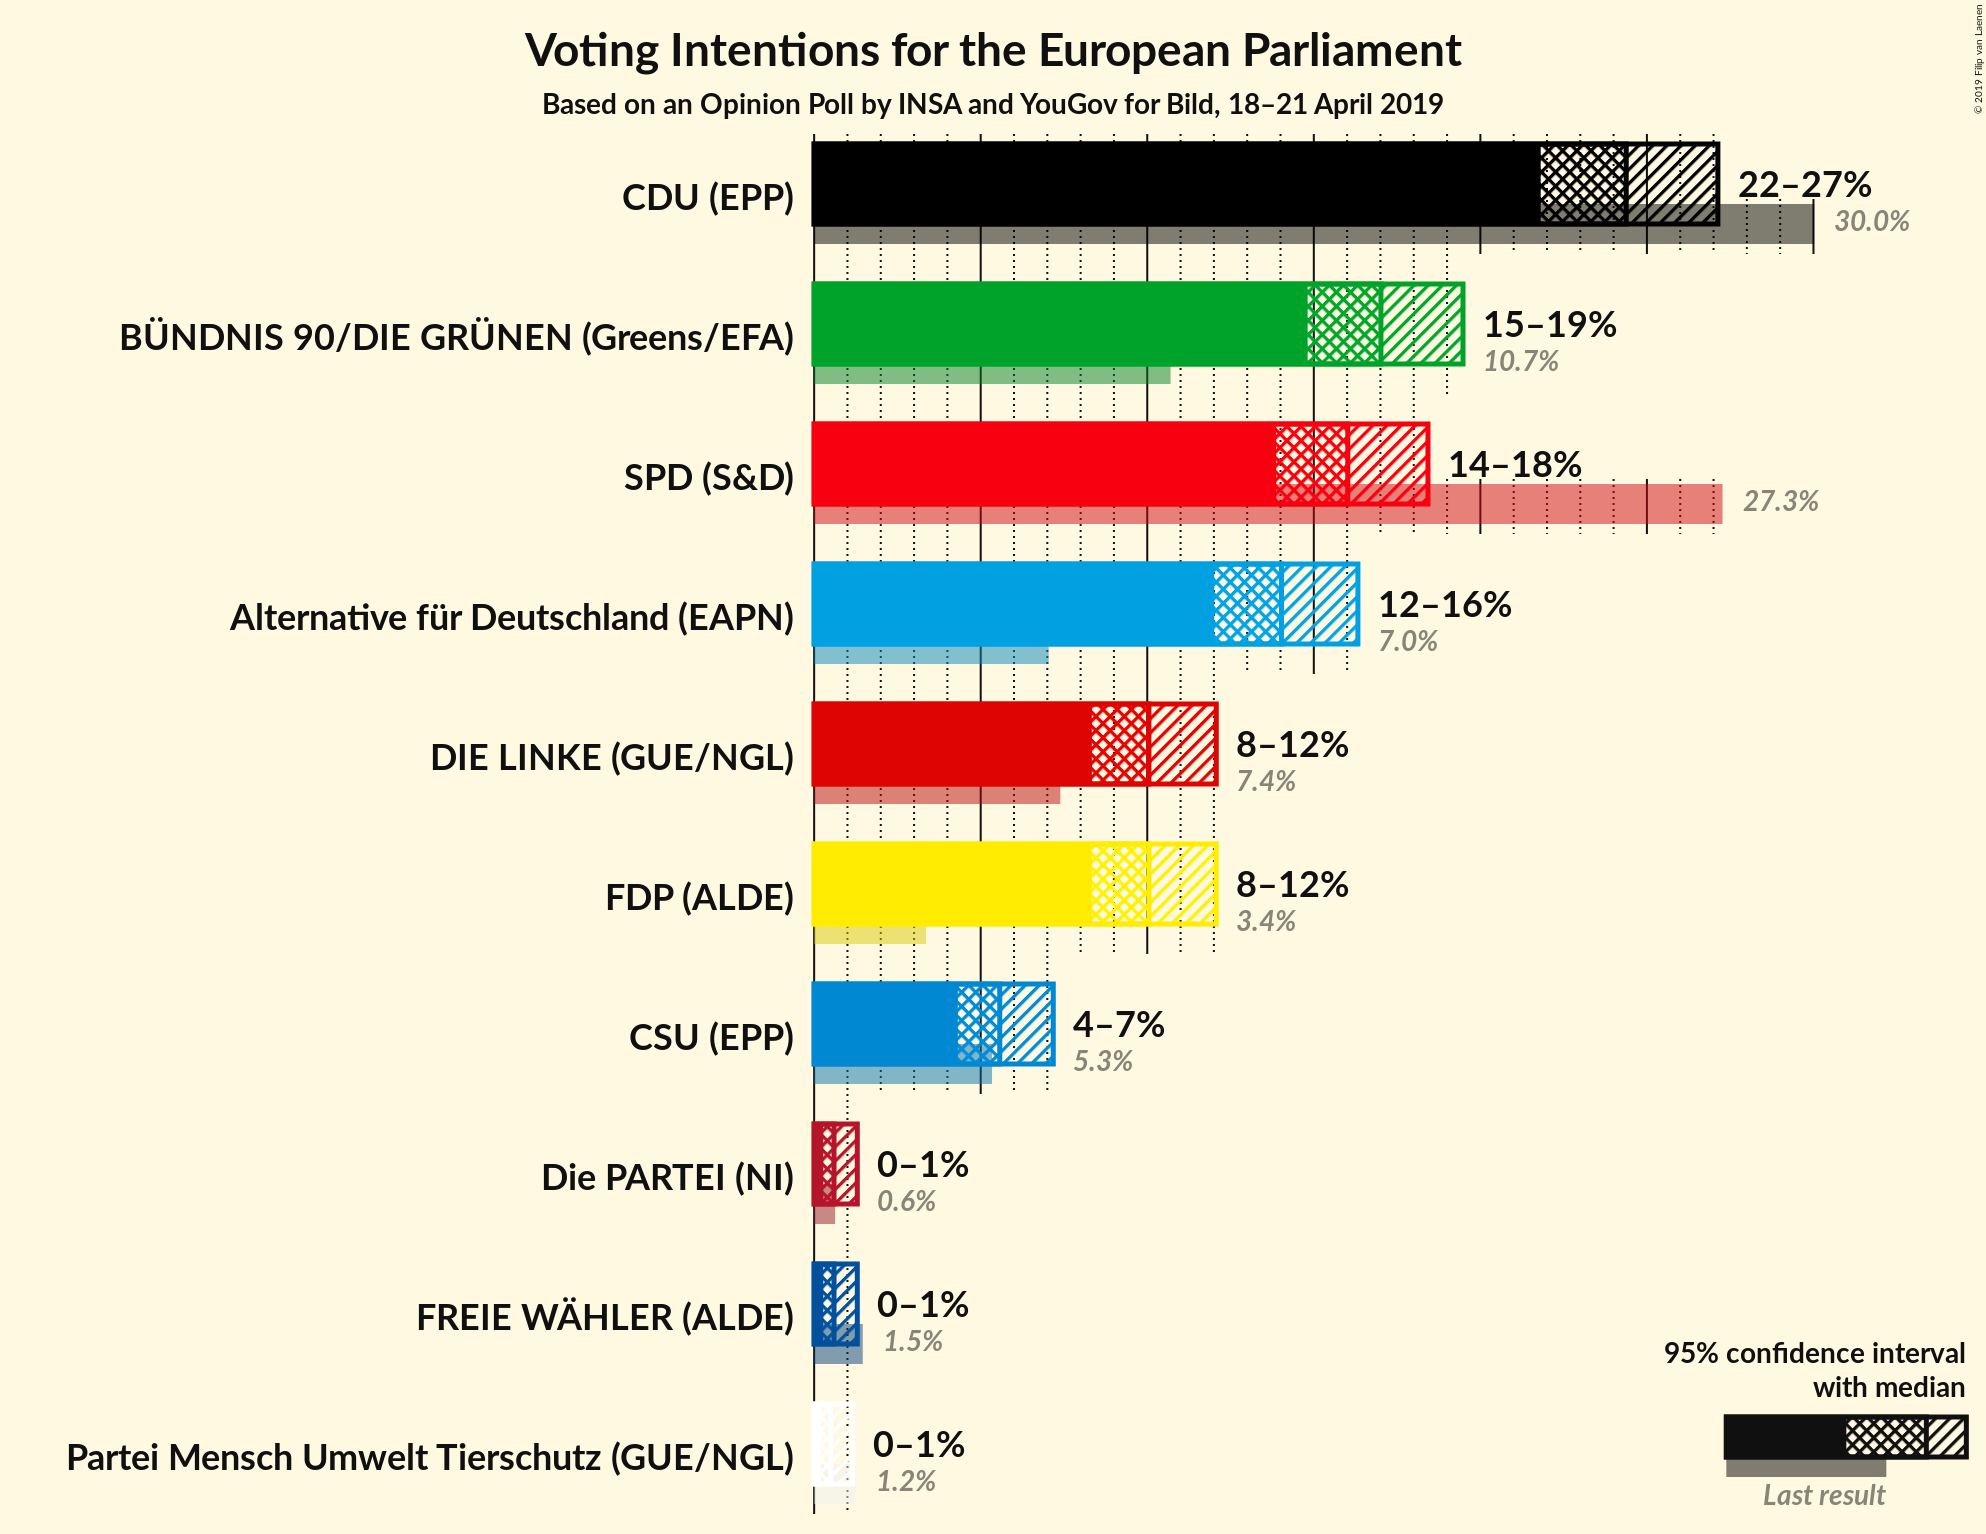 Voting Intentions for the European Parliament
Based on an Opinion Poll by INSA and YouGov for Bild, 18–21 April 2019
© 2019 Filip van Laenen
CDU (EPP)
22–27%
30.0%
BÜNDNIS 90/DIE GRÜNEN (Greens/EFA)
15–19%
10.7%
SPD (S&D)
14–18%
27.3%
Alternative für Deutschland (EAPN)
12–16%
7.0%
DIE LINKE (GUE/NGL)
8–12%
7.4%
FDP (ALDE)
8–12%
3.4%
CSU (EPP)
4–7%
5.3%
Die PARTEI (NI)
0–1%
0.6%
FREIE WÄHLER (ALDE)
0–1%
1.5%
Partei Mensch Umwelt Tierschutz (GUE/NGL)
0–1%
1.2%
95% confidence interval
with median
Last result